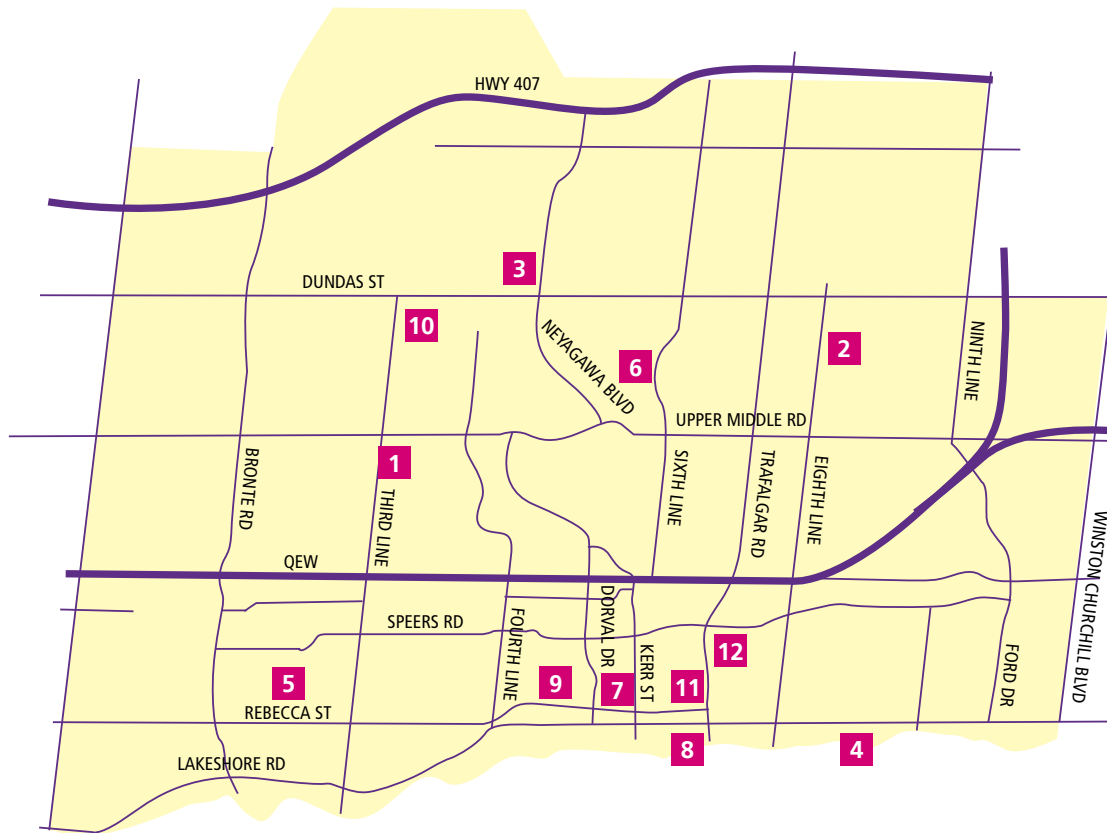 HWY 407
3
DUNDAS ST
10
NEYAGAWA BLVD
6
2
NINTH LINE
UPPER MIDDLE RD
BRONTE RD
1
THIRD LINE
SIXTH LINE
TRAFALGAR RD
EIGHTH LINE
WINSTON CHURCHILL BLVD
QEW
SPEERS RD
FOURTH LINE
DORVAL DR
KERR ST
12
FORD DR
5
9
7
11
REBECCA ST
8
4
LAKESHORE RD